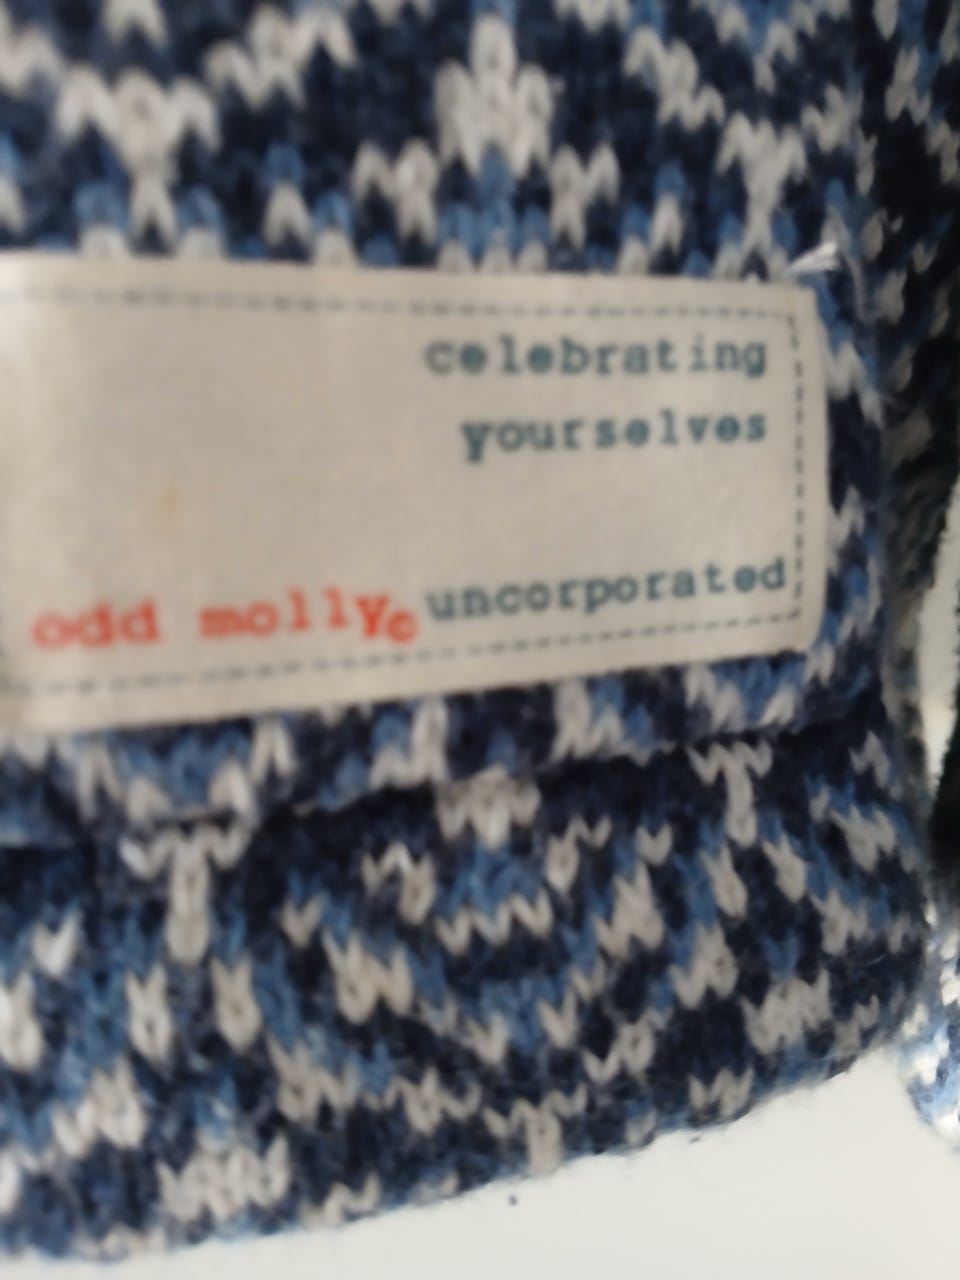 celebrating
yourselves
odd molly© uncorporated